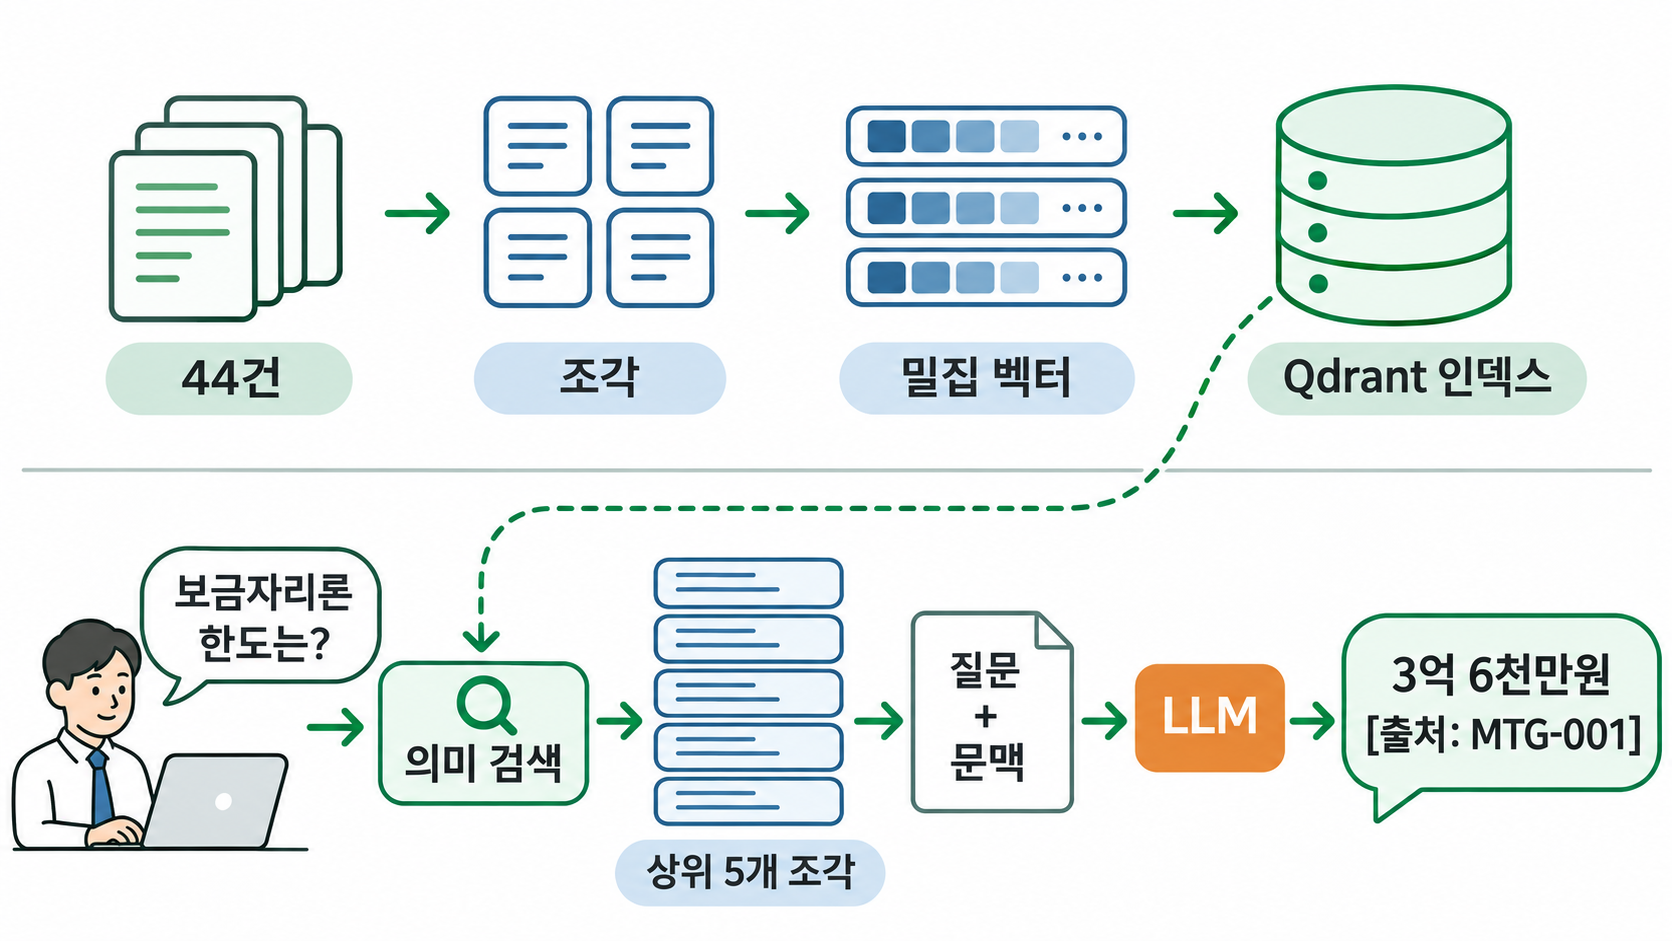 44건
조각
밀집 벡터
Qdrant 인덱스
보금자리론
한도는?
의미 검색
상위 5개 조각
질문
+
문맥
LLM
3억 6천만원
[출처: MTG-001]